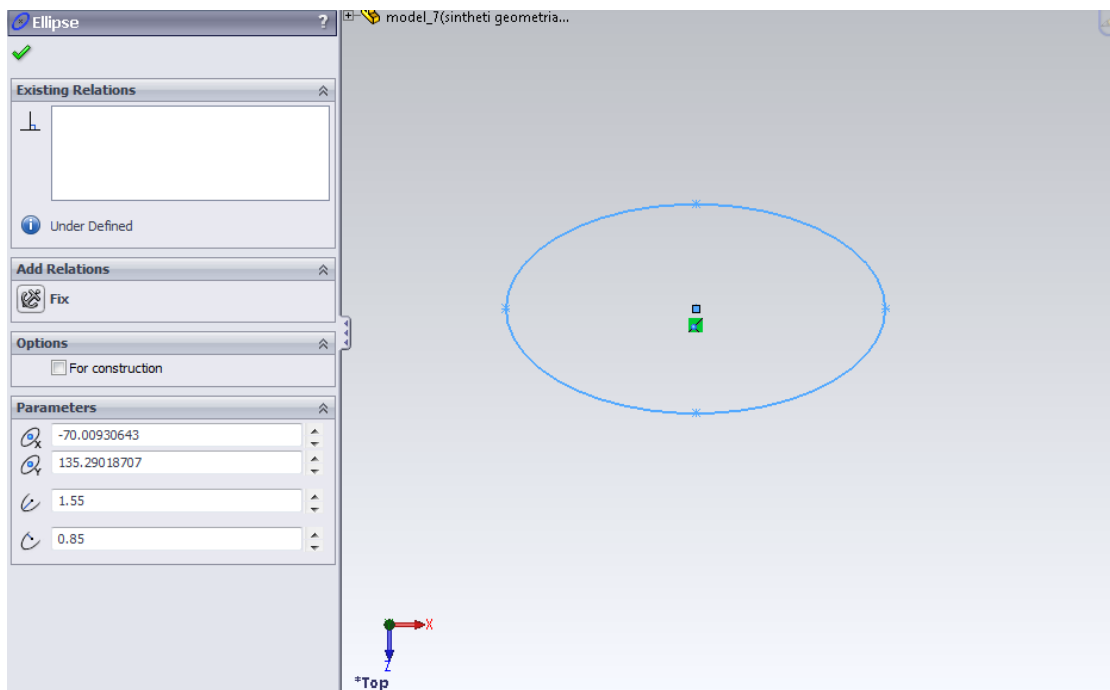 Ellipse ?
model_7(sintheti geometria...
Existing Relations
Under Defined
Add Relations
Fix
Options
For construction
Parameters
X -70.00930643
Y 135.29018707
1.55
0.85
X
Z
*Top